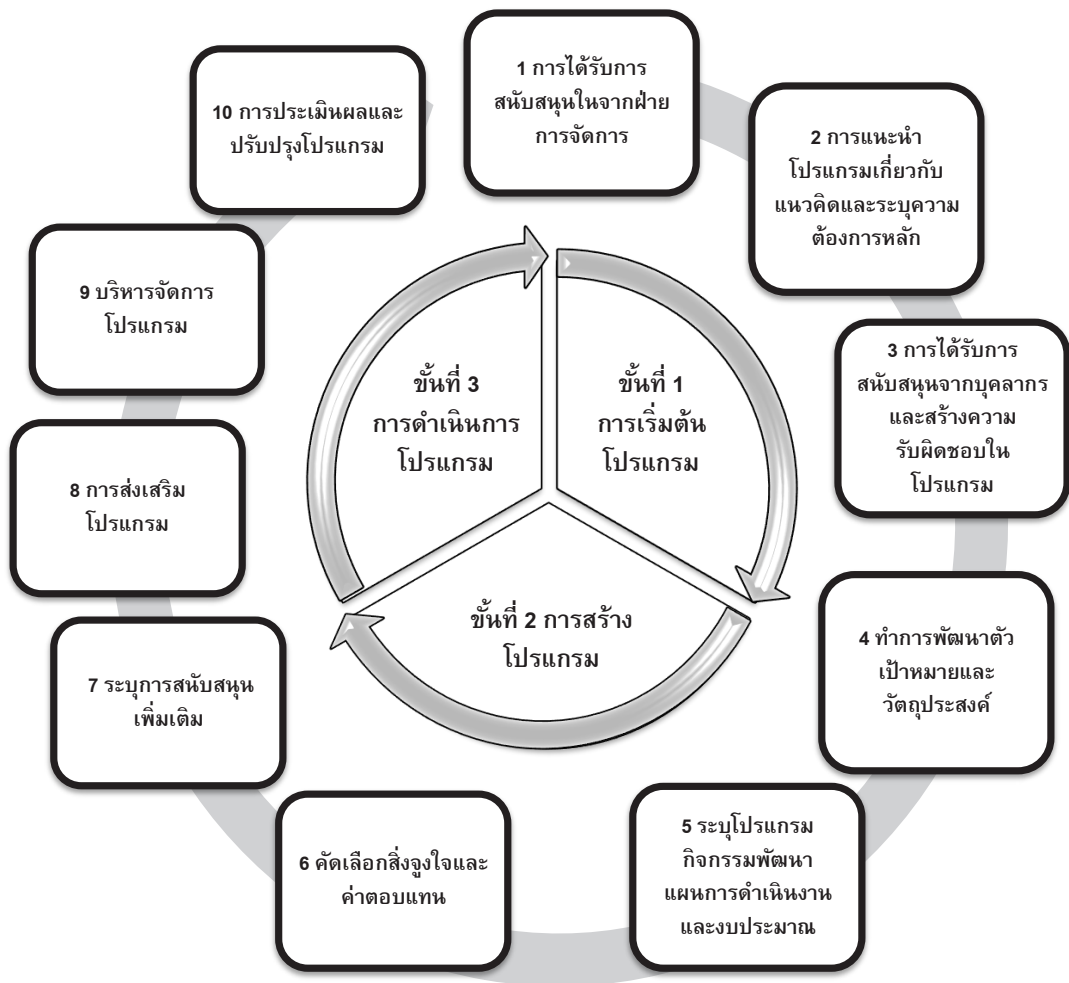 1 การได้รับการ
สนับสนุนในจากฝ่าย
การจัดการ
2 การแนะนำ
โปรแกรมเกี่ยวกับ
แนวคิดและระบุความ
ต้องการหลัก
3 การได้รับการ
สนับสนุนจากบุคลากร
และสร้างความ
รับผิดชอบใน
โปรแกรม
4 ทำการพัฒนาตัว
เป้าหมายและ
วัตถุประสงค์
5 ระบุโปรแกรม
กิจกรรมพัฒนา
แผนการดำเนินงาน
และงบประมาณ
6 คัดเลือกสิ่งจูงใจและ
ค่าตอบแทน
7 ระบุการสนับสนุน
เพิ่มเติม
8 การส่งเสริม
โปรแกรม
9 บริหารจัดการ
โปรแกรม
10 การประเมินผลและ
ปรับปรุงโปรแกรม
ขั้นที่ 1
การเริ่มต้น
โปรแกรม
ขั้นที่ 2 การสร้าง
โปรแกรม
ขั้นที่ 3
การดำเนินการ
โปรแกรม